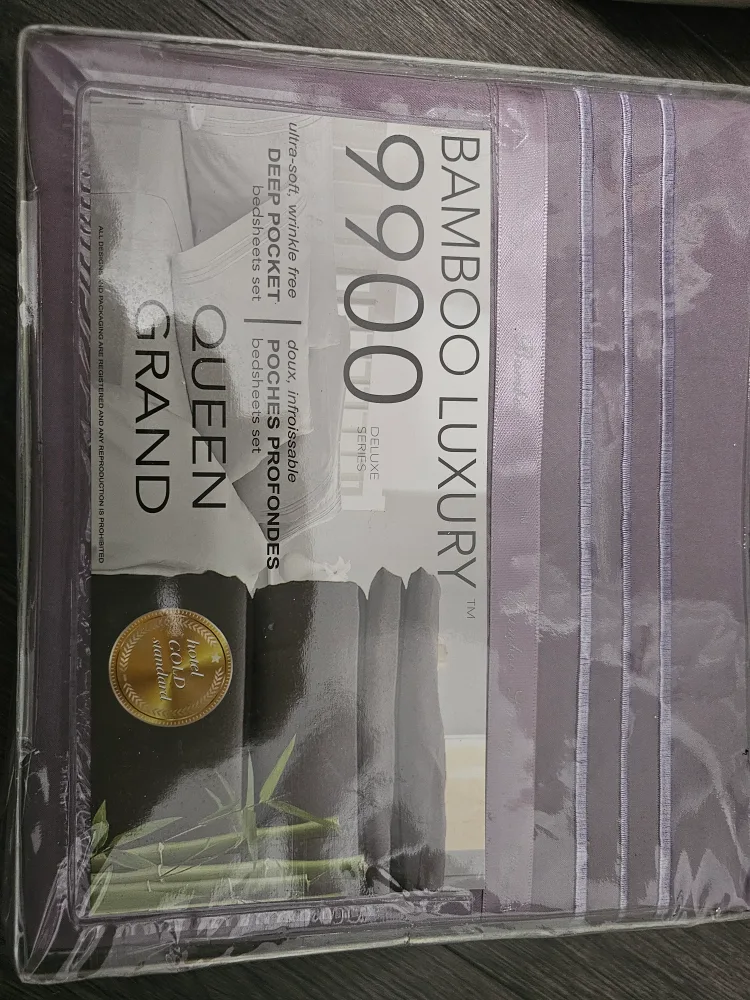 BAMBOO LUXURY™
9900
DELUXE
SERIES
ultra-soft, wrinkle free
DEEP POCKET
bedsheets set
doux, infroissable
POCHES PROFONDES
bedsheets set
QUEEN
GRAND
hotel
GOLD
standard
ALL DESIGN AND PACKAGING ARE REGISTERED AND ANY REPRODUCTION IS PROHIBITED